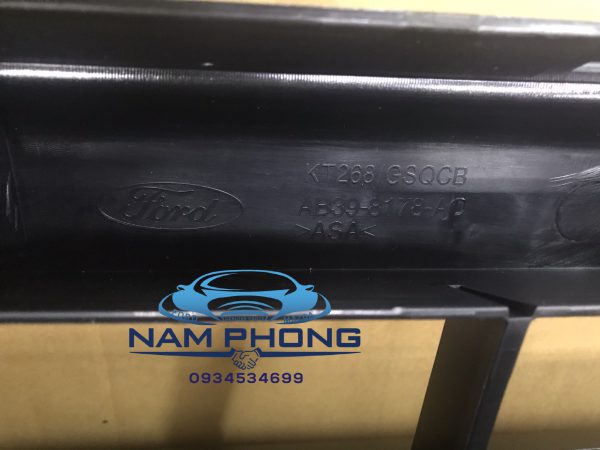 KT268 GSQCB
Ford
AB39-8178-AC
>ASA<
NAM PHONG
0934534699